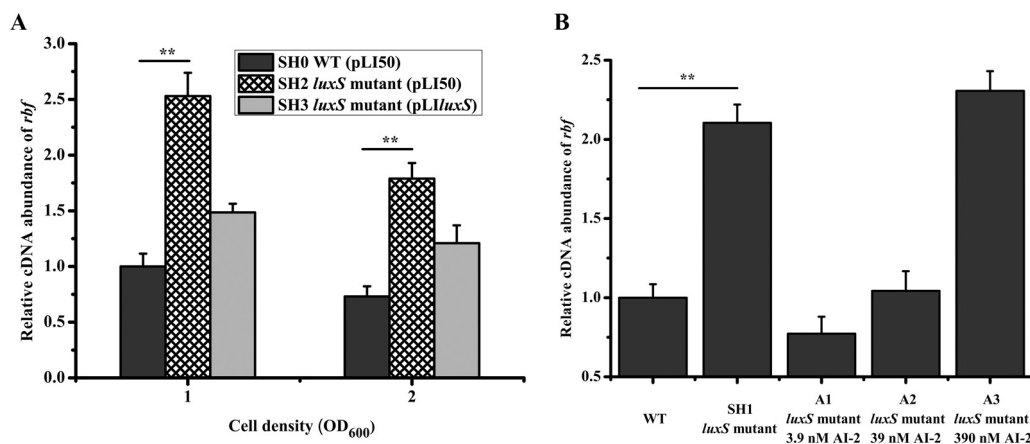 A
Relative cDNA abundance of rbf
3.0
2.5
2.0
1.5
1.0
0.5
0.0
**
**
SH0 WT (pLI50)
SH2 luxS mutant (pLI50)
SH3 luxS mutant (pLIluxS)
1
2
Cell density (OD600)
B
Relative cDNA abundance of rbf
2.5
2.0
1.5
1.0
0.5
**
WT
SH1
luxS mutant
A1
luxS mutant
3.9 nM AI-2
A2
luxS mutant
39 nM AI-2
A3
luxS mutant
390 nM AI-2